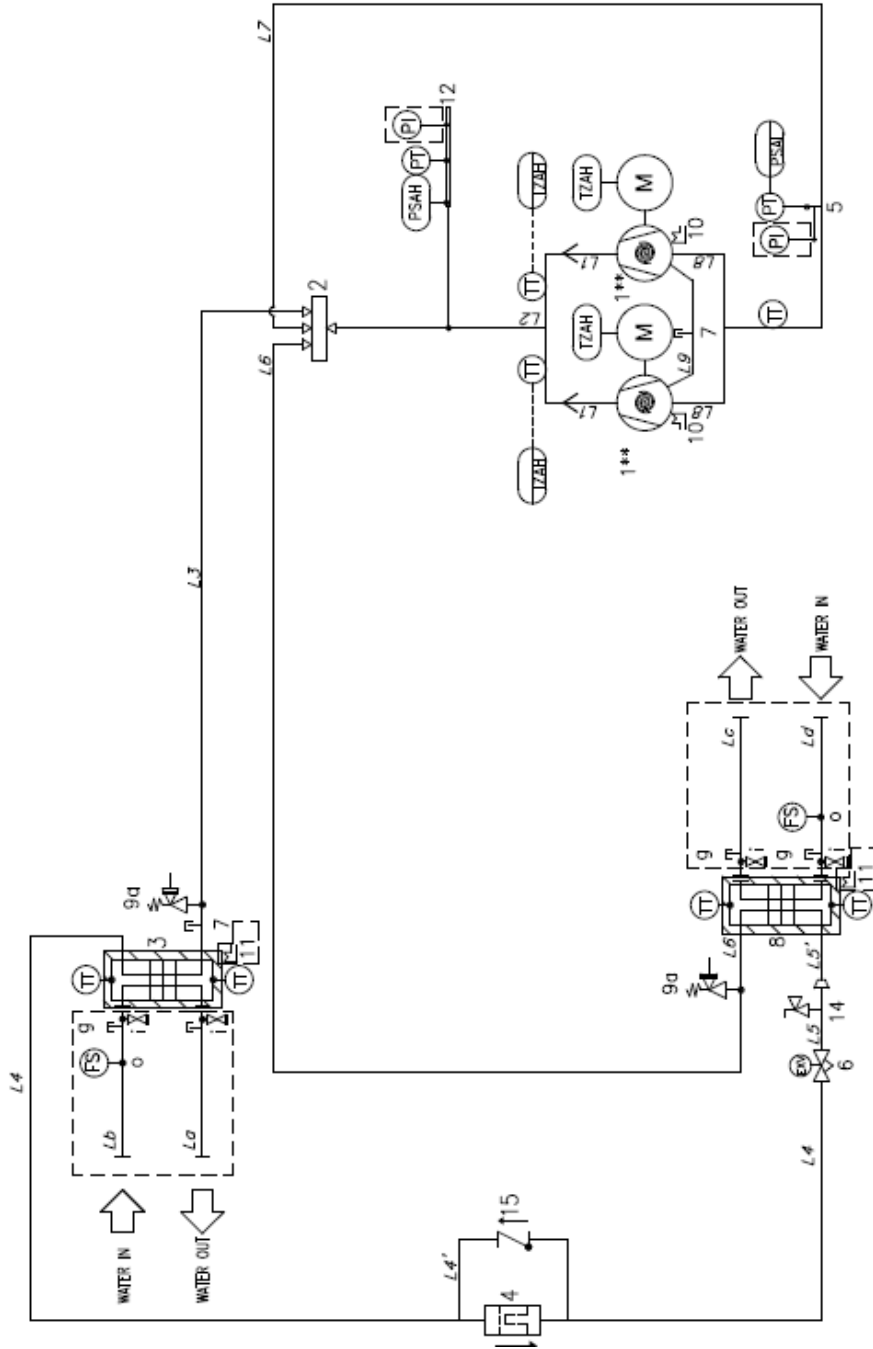 L7
12
PI
PT
PSAH
TZAH
TZAH
TZAH
M
10
L1
TT
L2
1**
L8
PSAL
PT
PI
5
TT
2
L6
TZAH
M
TT
L1
L9
7
1**
L8
10
TZAH
L3
WATER OUT
WATER IN
Lc
Ld
FS
o
g
i
g
i
11
TT
TT
8
L6
L5'
9a
14
L5
EXV
6
L4
9a
7
11
3
TT
TT
g
i
i
FS
o
L4
Lb
La
WATER IN
WATER OUT
15
L4'
4